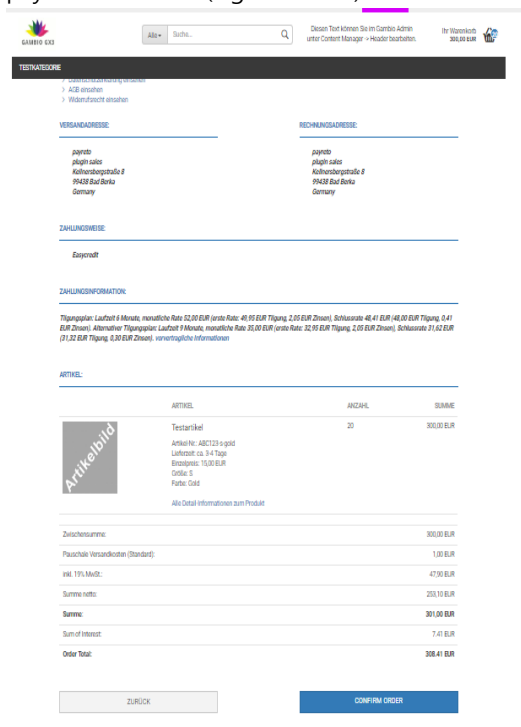 GAMBIO GX3
Alle
Suche...
Diesen Text können Sie im Gambio Admin
unter Content Manager -> Header bearbeiten.
Ihr Warenkorb
300,00 EUR
TESTKATEGORIE
Datenschutzerklärung einsehen
AGB einsehen
Widerrufsrecht einsehen
VERSANDADRESSE:
RECHNUNGSADRESSE:
payreto
plugin sales
Kellnersbergstraße 8
99438 Bad Berka
Germany
payreto
plugin sales
Kellnersbergstraße 8
99438 Bad Berka
Germany
ZAHLUNGSWEISE:
Easycredit
ZAHLUNGSINFORMATION:
Tilgungsplan: Laufzeit 6 Monate, monatliche Rate 52,00 EUR (erste Rate: 49,95 EUR Tilgung, 2,05 EUR Zinsen), Schlussrate 48,41 EUR (48,00 EUR Tilgung, 0,41
EUR Zinsen). Alternativer Tilgungsplan: Laufzeit 9 Monate, monatliche Rate 35,00 EUR (erste Rate: 32,95 EUR Tilgung, 2,05 EUR Zinsen), Schlussrate 31,62 EUR
(31,32 EUR Tilgung, 0,30 EUR Zinsen). vorvertragliche Informationen
ARTIKEL:
ARTIKEL ANZAHL SUMME
Artikelbild
Testartikel 20 300,00 EUR
Artikel-Nr.: ABC123-s-gold
Lieferzeit: ca. 3-4 Tage
Einzelpreis: 15,00 EUR
Größe: S
Farbe: Gold
Alle Detail-Informationen zum Produkt
Zwischensumme: 300,00 EUR
Pauschale Versandkosten (Standard): 1,00 EUR
inkl. 19% MwSt.: 47,90 EUR
Summe netto: 253,10 EUR
Summe: 301,00 EUR
Sum of Interest: 7.41 EUR
Order Total: 308.41 EUR
ZURÜCK
CONFIRM ORDER